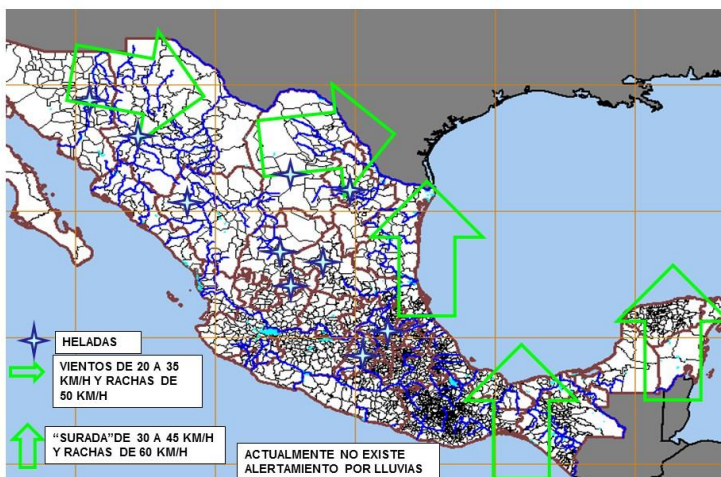 HELADAS
VIENTOS DE 20 A 35
KM/H Y RACHAS DE
50 KM/H
"SURADA"DE 30 A 45 KM/H
Y RACHAS DE 60 KM/H
ACTUALMENTE NO EXISTE
ALERTAMIENTO POR LLUVIAS